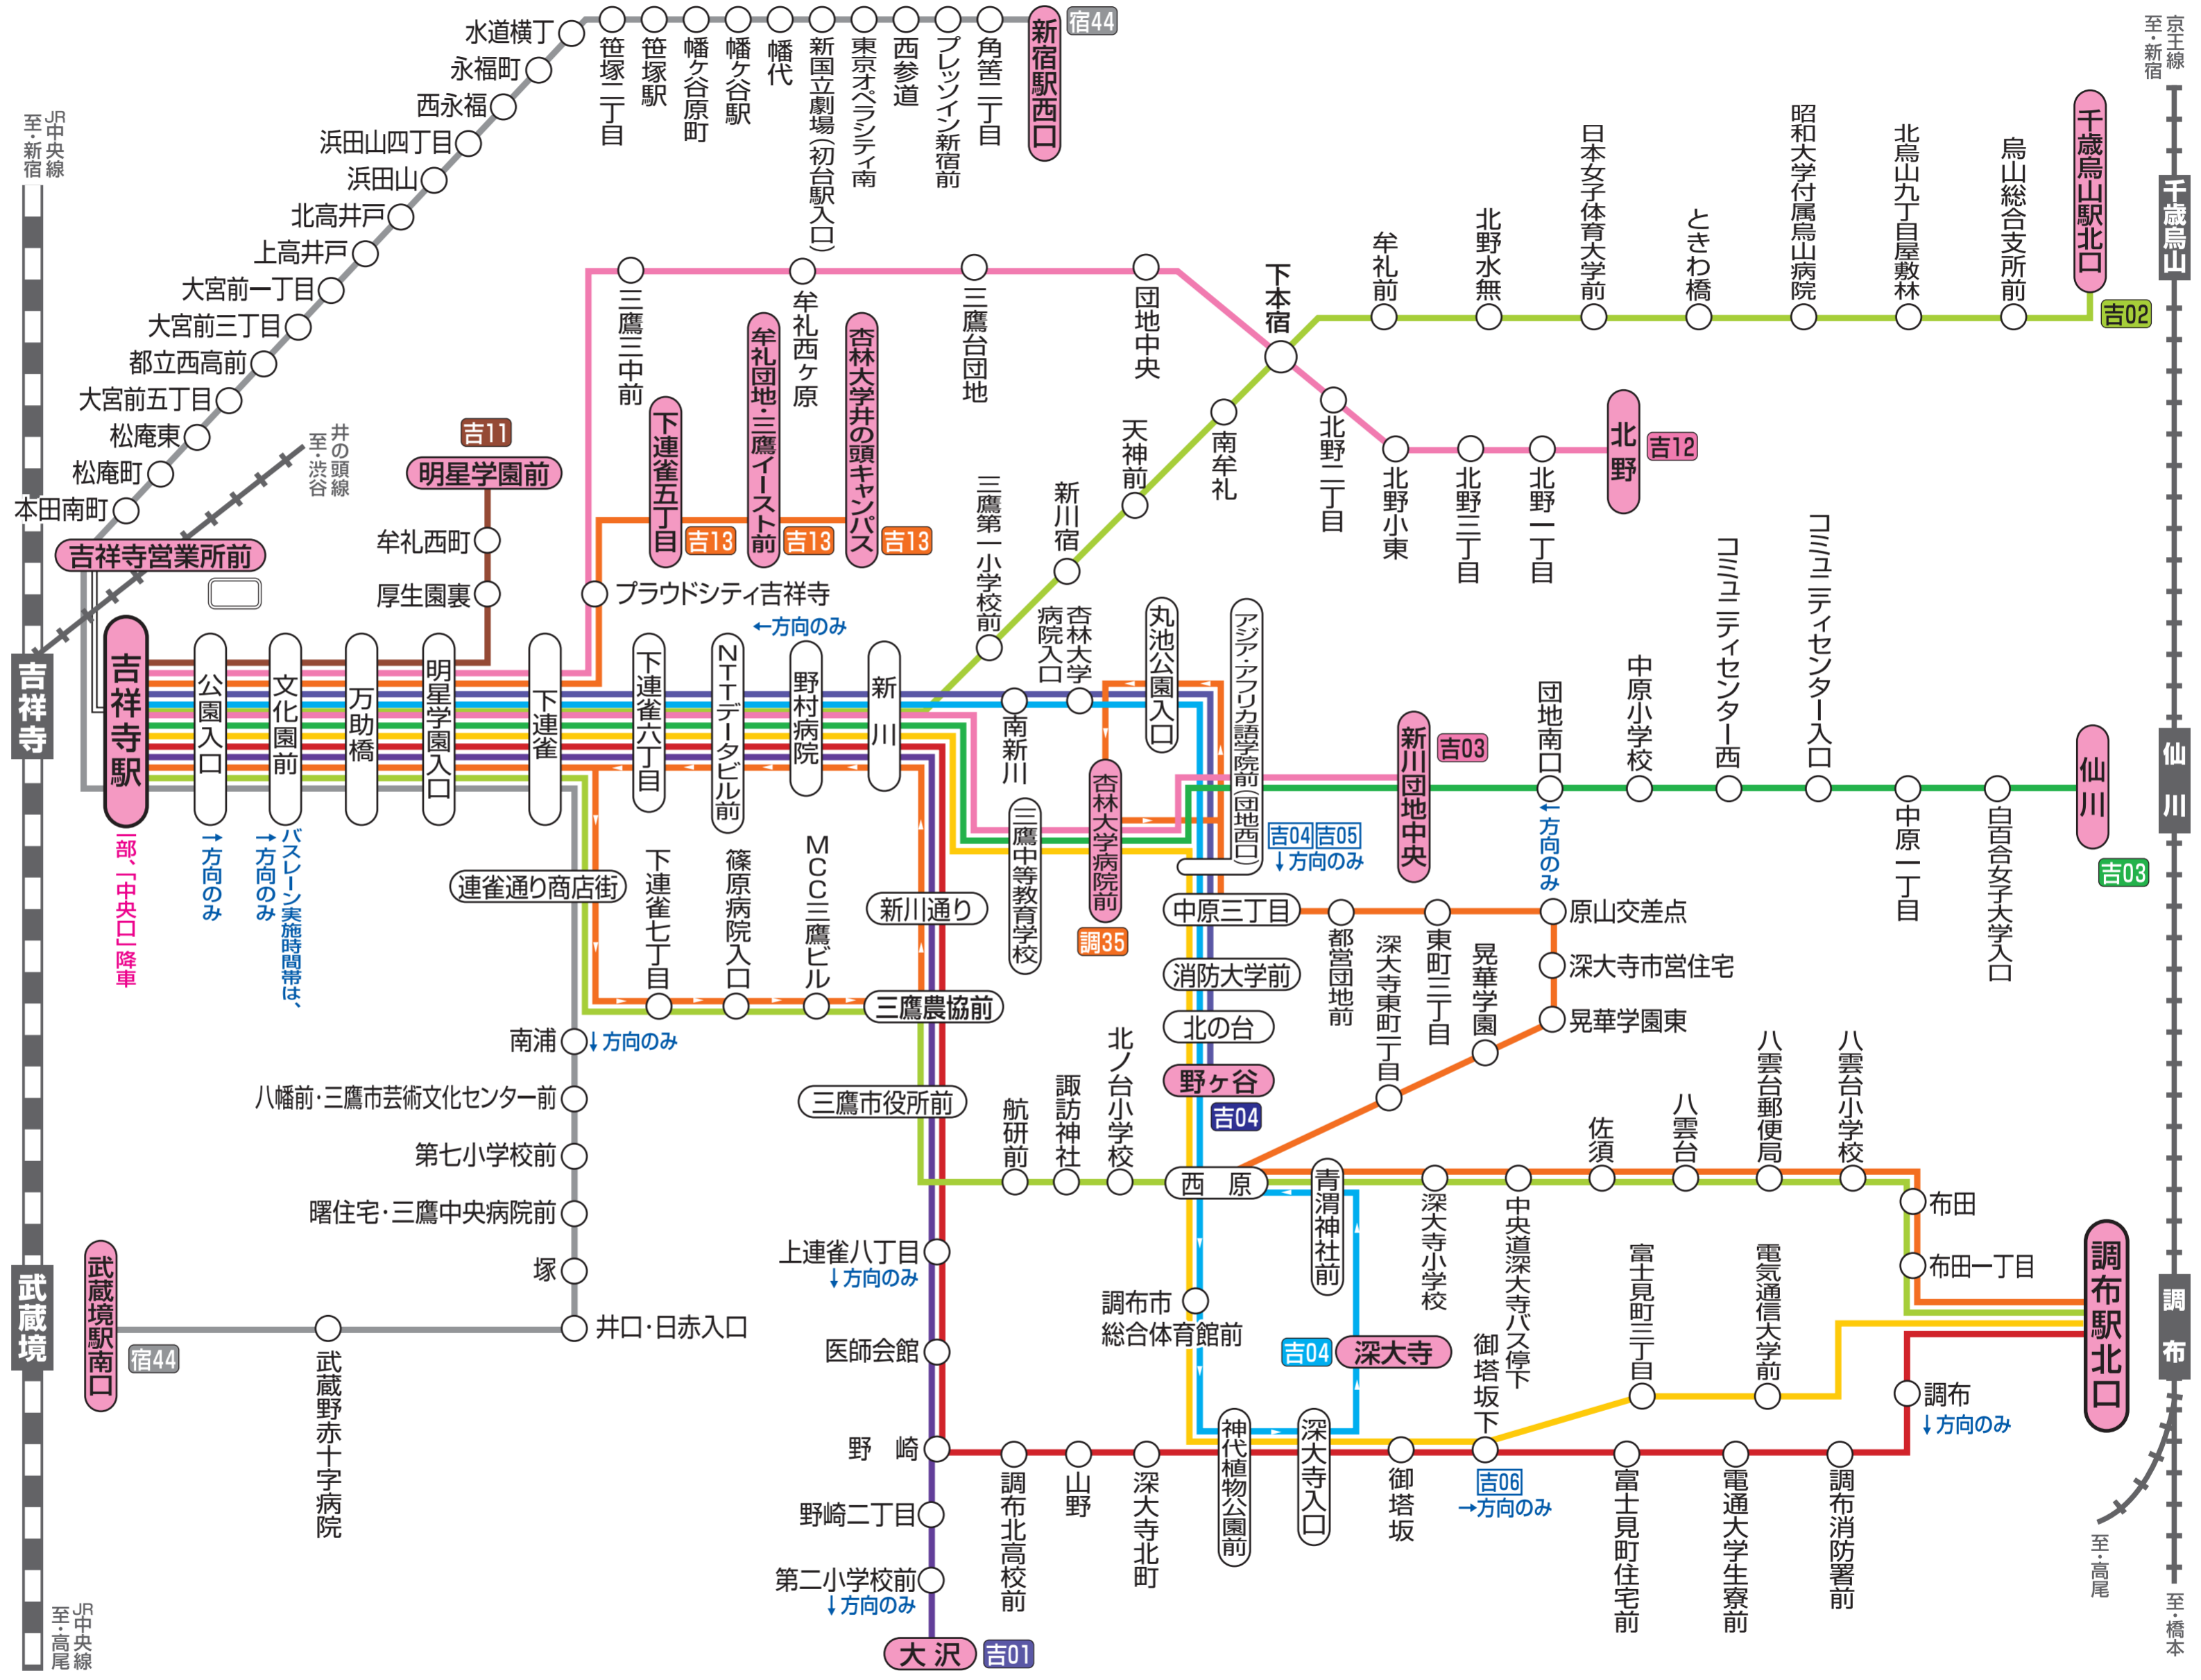 水道横丁
永福町
西永福
浜田山四丁目
浜田山
北高井戸
上高井戸
大宮前一丁目
大宮前三丁目
都立西高前
大宮前五丁目
松庵東
松庵町
本田南町
吉祥寺営業所前
笹塚二丁目
笹塚駅
幡ヶ谷原町
幡ヶ谷駅
幡代
新国立劇場(初台駅入口)
東京オペラシティ南
西参道
プレッソイン新宿前
角筈二丁目
新宿駅西口
宿44
JR中央線
至・新宿
井の頭線
至・渋谷
京王線
至・新宿
千歳烏山
吉祥寺
仙川
武蔵境
調布
至・高尾
至・橋本
JR中央線
至・高尾
吉11
明星学園前
牟礼西町
厚生園裏
三鷹三中前
牟礼西ヶ原
三鷹台団地
団地中央
下本宿
牟礼前
北野水無
日本女子体育大学前
ときわ橋
昭和大学付属烏山病院
北烏山九丁目屋敷林
烏山総合支所前
千歳烏山駅北口
吉02
下連雀五丁目
吉13
牟礼団地・三鷹イースト前
吉13
杏林大学井の頭キャンパス
吉13
プラウドシティ吉祥寺
←方向のみ
三鷹第一小学校前
新川宿
天神前
南牟礼
北野二丁目
北野小東
北野三丁目
北野一丁目
北野
吉12
吉祥寺駅
一部、「中央口」降車
公園入口
→方向のみ
文化園前
バスレーン実施時間帯は、
→方向のみ
万助橋
明星学園入口
下連雀
下連雀六丁目
NTTデータビル前
野村病院
新川
南新川
杏林大学
病院入口
丸池公園入口
アジア・アフリカ語学院前(団地西口)
吉04 吉05
↓方向のみ
三鷹中等教育学校
杏林大学病院前
調35
新川団地中央
吉03
団地南口
←方向のみ
中原小学校
コミュニティセンター西
コミュニティセンター入口
中原一丁目
白百合女子大学入口
仙川
吉03
連雀通り商店街
下連雀七丁目
篠原病院入口
MCC三鷹ビル
新川通り
三鷹農協前
三鷹市役所前
中原三丁目
消防大学前
北の台
野ヶ谷
吉04
都営団地前
東町三丁目
原山交差点
深大寺市営住宅
晃華学園東
晃華学園
深大寺東町一丁目
南浦
↓方向のみ
八幡前・三鷹市芸術文化センター前
第七小学校前
曙住宅・三鷹中央病院前
塚
井口・日赤入口
武蔵野赤十字病院
武蔵境駅南口
宿44
航研前
諏訪神社
北ノ台小学校
西原
青渭神社前
深大寺小学校
中央道深大寺バス停下
佐須
八雲台
八雲台郵便局
八雲台小学校
布田
布田一丁目
調布駅北口
上連雀八丁目
↓方向のみ
医師会館
野崎
野崎二丁目
第二小学校前
↓方向のみ
大沢
吉01
調布市
総合体育館前
吉04
深大寺
調布北高校前
山野
深大寺北町
神代植物公園前
深大寺入口
御塔坂
御塔坂下
吉06
→方向のみ
富士見町三丁目
電気通信大学前
富士見町住宅前
電通大学生寮前
調布消防署前
調布
↓方向のみ